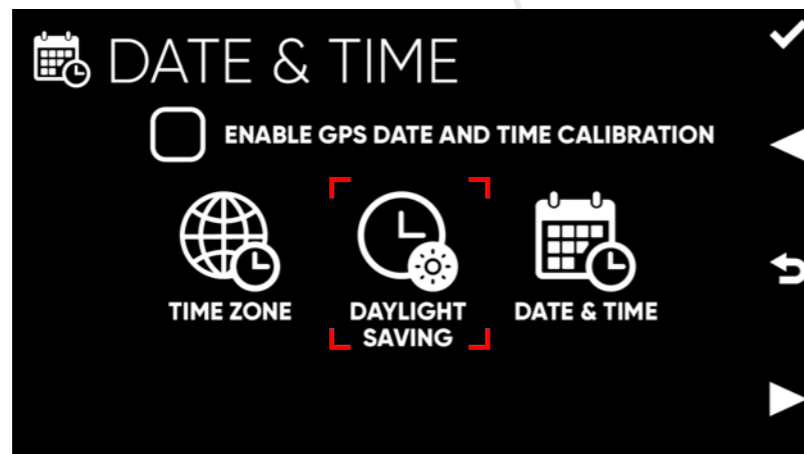 DATE & TIME
ENABLE GPS DATE AND TIME CALIBRATION
TIME ZONE
DAYLIGHT
SAVING
DATE & TIME